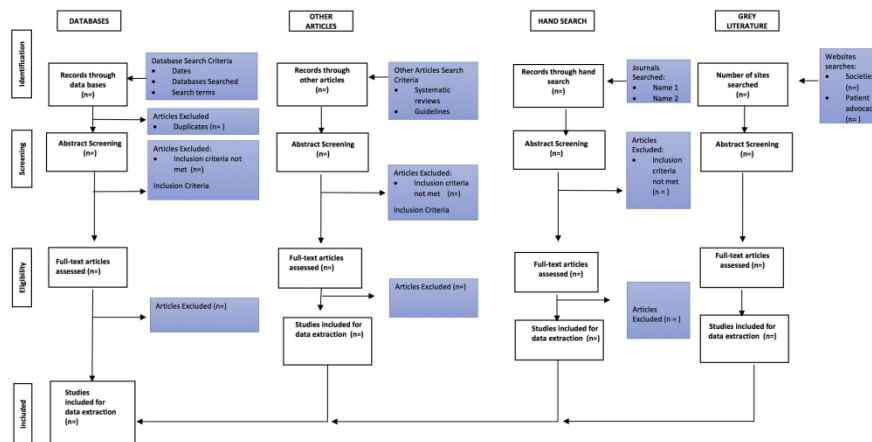 DATABASES
OTHER
ARTICLES
HAND SEARCH
GREY
LITERATURE
Identification
Records through
data bases
(n=)
Database Search Criteria
• Dates
• Databases Searched
• Search terms
Records through
other articles
(n=)
Other Articles Search
Criteria
• Systematic
reviews
• Guidelines
Records through hand
search
(n=)
Journals
Searched:
• Name 1
• Name 2
Number of sites
searched
(n=)
Websites
searches:
• Societie
(n=)
• Patient
advocac
(n= )
Articles Excluded
• Duplicates (n= )
Screening
Abstract Screening
(n=)
Articles Excluded:
• Inclusion criteria not
met (n=)
Inclusion Criteria
Abstract Screening
(n=)
Articles Excluded:
• Inclusion criteria
not met (n=)
Inclusion Criteria
Abstract Screening
(n=)
Articles
Excluded:
• Inclusion
criteria
not met
(n = )
Abstract Screening
(n=)
Eligibility
Full-text articles
assessed (n=)
Articles Excluded (n=)
Full-text articles
assessed (n=)
Articles Excluded (n=)
Studies included for
data extraction (n=)
Full-text articles
assessed (n=)
Articles
Excluded (n = )
Studies included for
data extraction (n=)
Full-text articles
assessed (n=)
Studies included for
data extraction (n=)
Included
Studies
included for
data extraction
(n=)